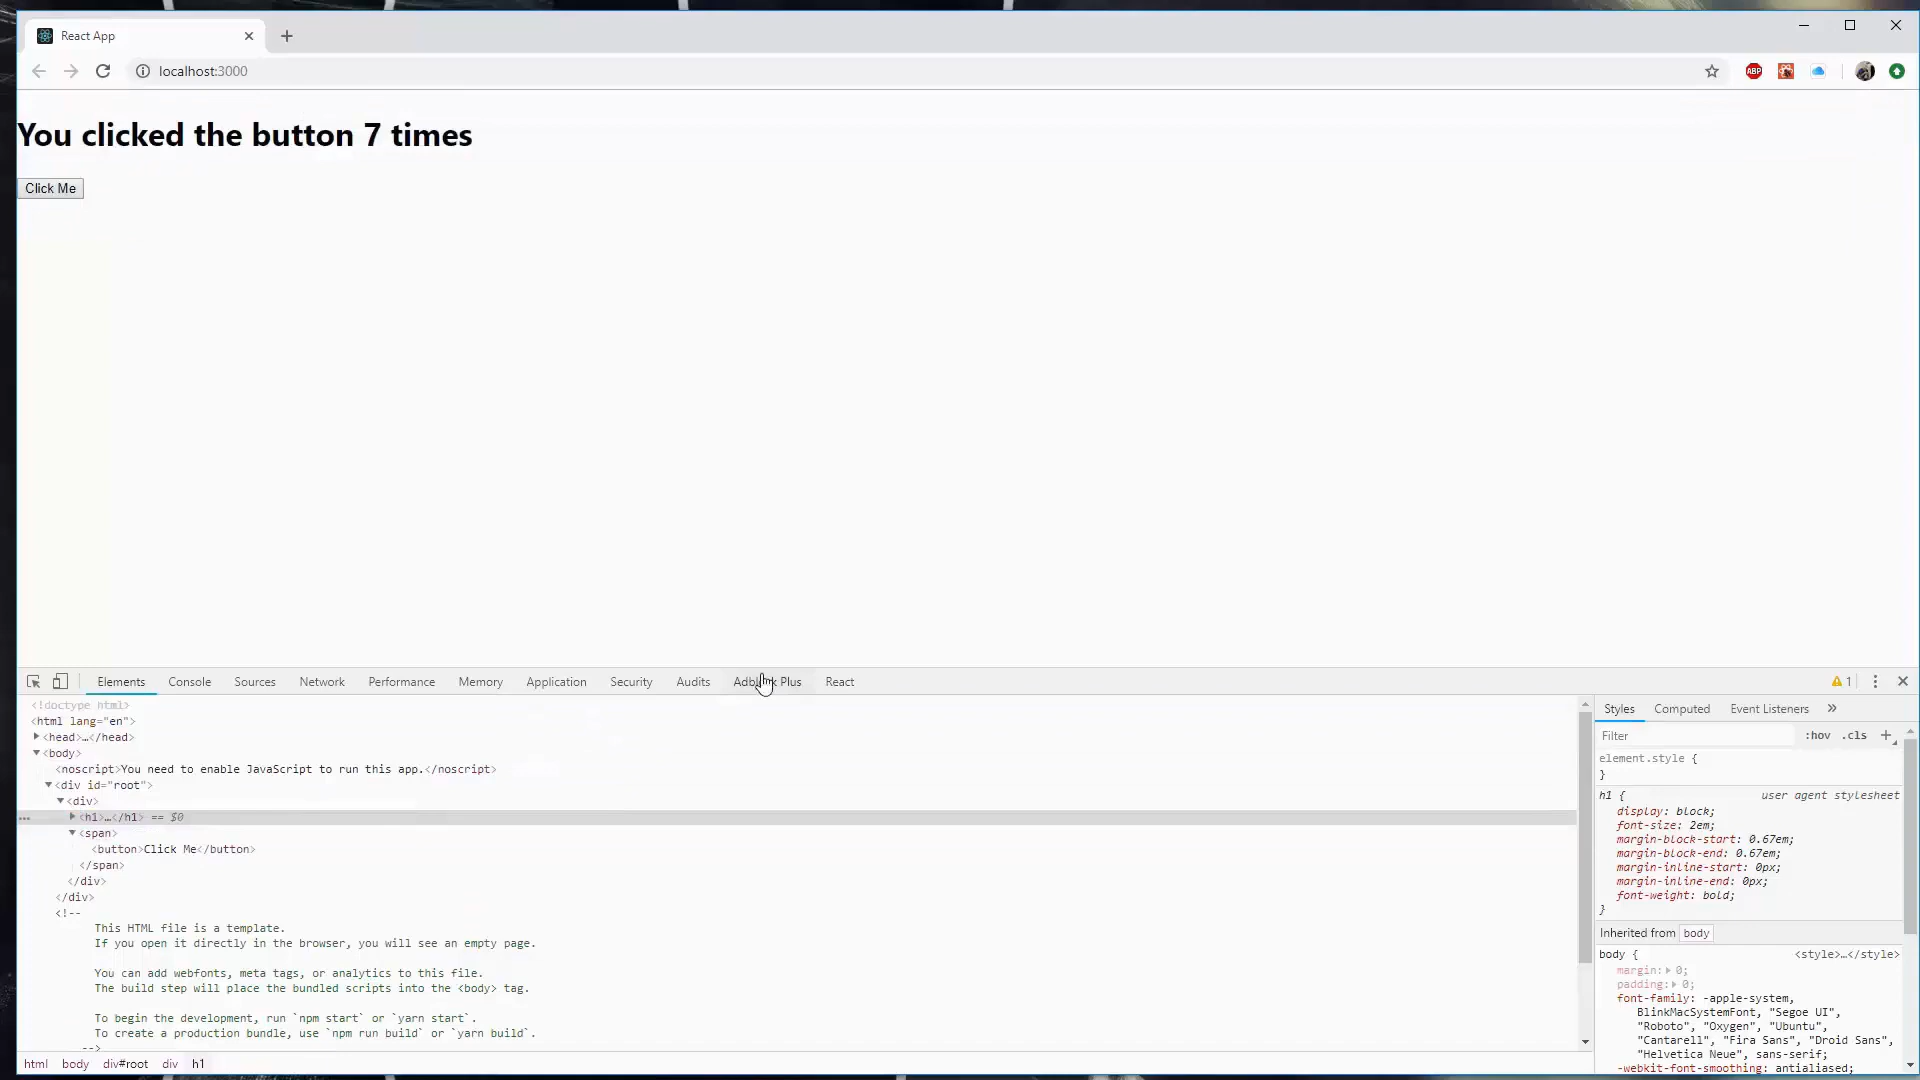 React App
localhost:3000
ABP
You clicked the button 7 times
Click Me
Elements Console Sources Network Performance Memory Application Security Audits Plus React 1
<!doctype html>
<html lang="en">
<head>…</head>
<body>
<noscript>You need to enable JavaScript to run this app.</noscript>
<div id="root">
<div>
<h1>…</h1> == $0
<span>
<button>Click Me</button>
</span>
</div>
</div>
<!--
This HTML file is a template.
If you open it directly in the browser, you will see an empty page.
You can add webfonts, meta tags, or analytics to this file.
The build step will place the bundled scripts into the <body> tag.
To begin the development, run `npm start` or `yarn start`.
To create a production bundle, use `npm run build` or `yarn build`.
-->
html body div#root div h1
Styles Computed Event Listeners »
Filter :hov .cls +
element.style {
}
h1 { user agent stylesheet
display: block;
font-size: 2em;
margin-block-start: 0.67em;
margin-block-end: 0.67em;
margin-inline-start: 0px;
margin-inline-end: 0px;
font-weight: bold;
}
Inherited from body
body { <style>…</style>
margin: 0;
padding: 0;
font-family: -apple-system,
BlinkMacSystemFont, "Segoe UI",
"Roboto", "Oxygen", "Ubuntu",
"Cantarell", "Fira Sans", "Droid Sans",
"Helvetica Neue", sans-serif;
-webkit-font-smoothing: antialiased;